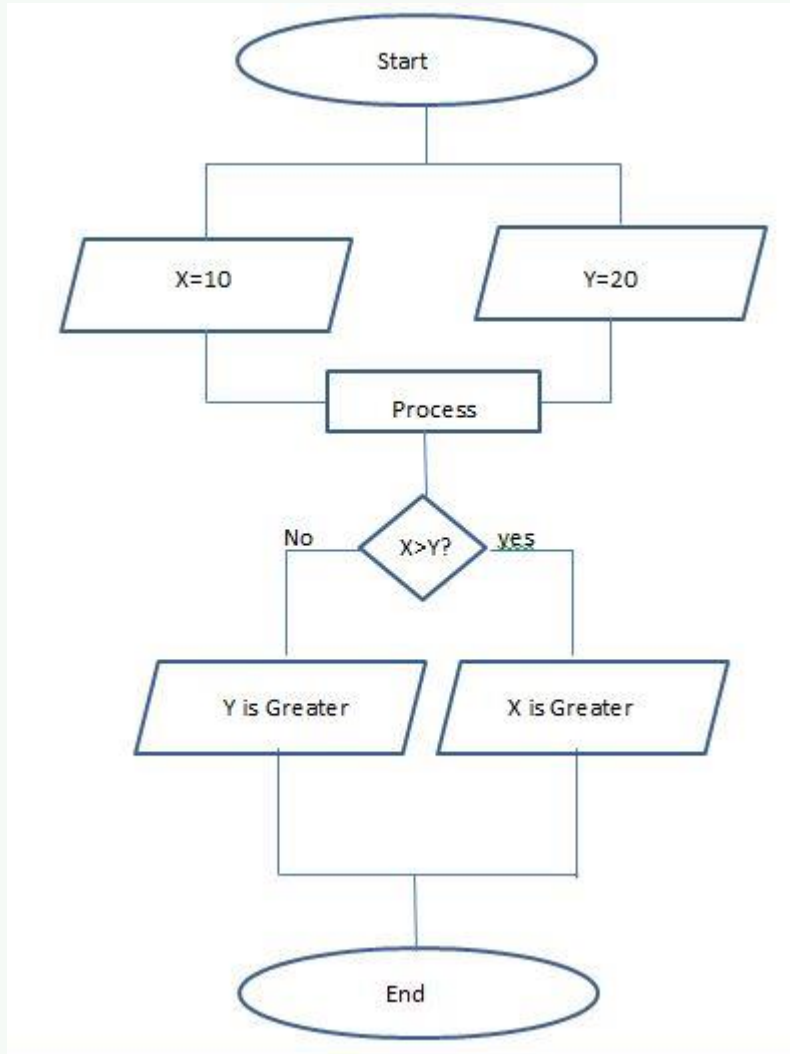 Start
X=10
Y=20
Process
No
X>Y?
yes
Y is Greater
X is Greater
End